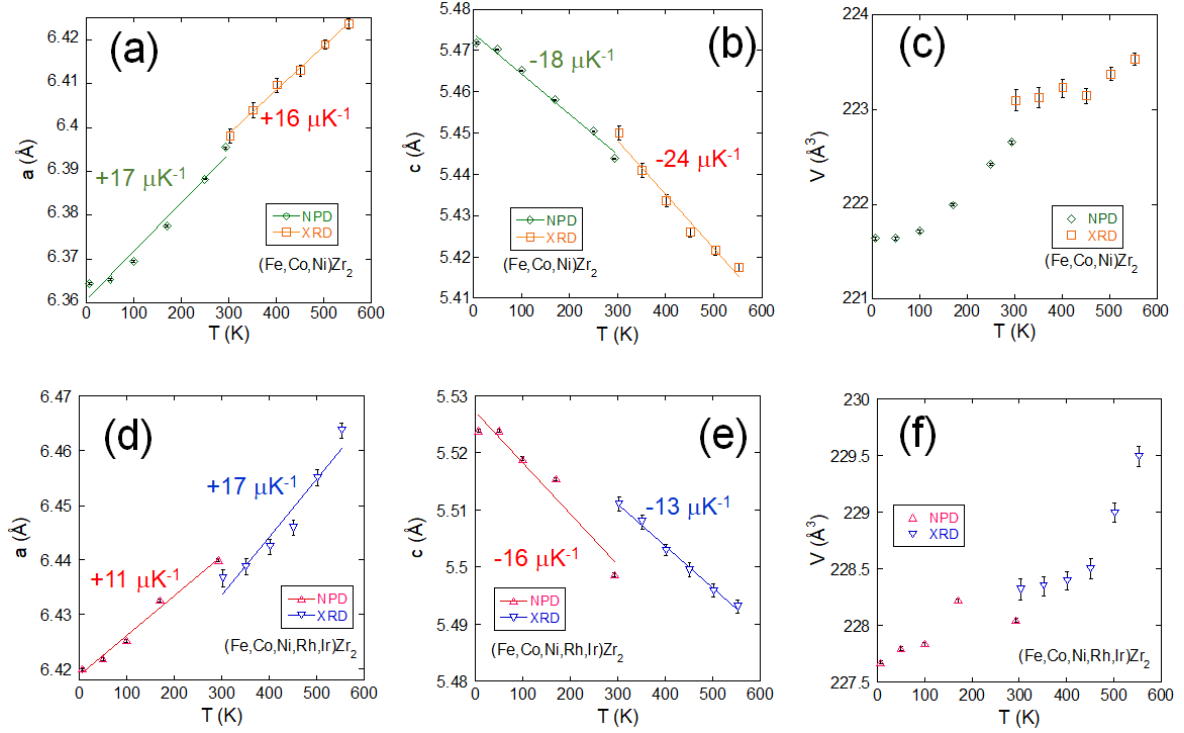 6.42
6.41
6.4
6.39
6.38
6.37
6.36
a (Å)
(a)
+17 μK-1
+16 μK-1
NPD
XRD
(Fe,Co,Ni)Zr2
0 100 200 300 400 500 600
T (K)
5.48
5.47
5.46
5.45
5.44
5.43
5.42
5.41
c (Å)
(b)
-18 μK-1
-24 μK-1
NPD
XRD
(Fe,Co,Ni)Zr2
0 100 200 300 400 500 600
T (K)
224
223
222
221
V (Å3)
(c)
NPD
XRD
(Fe,Co,Ni)Zr2
0 100 200 300 400 500 600
T (K)
6.47
6.46
6.45
6.44
6.43
6.42
a (Å)
(d)
+17 μK-1
+11 μK-1
NPD
XRD
(Fe,Co,Ni,Rh,Ir)Zr2
0 100 200 300 400 500 600
T (K)
5.53
5.52
5.51
5.5
5.49
5.48
c (Å)
(e)
-13 μK-1
-16 μK-1
NPD
XRD
(Fe,Co,Ni,Rh,Ir)Zr2
0 100 200 300 400 500 600
T (K)
230
229.5
229
228.5
228
227.5
V (Å3)
(f)
NPD
XRD
(Fe,Co,Ni,Rh,Ir)Zr2
0 100 200 300 400 500 600
T (K)